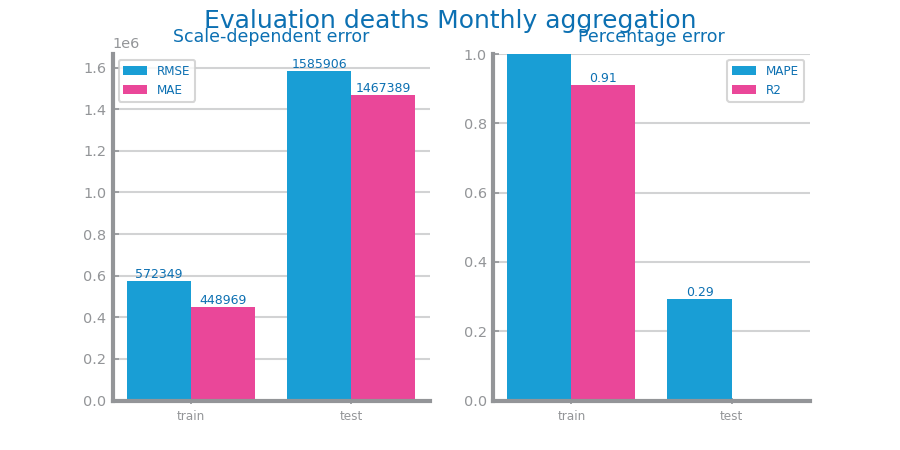 Evaluation deaths Monthly aggregation
Scale-dependent error
1e6
1.6
1.4
1.2
1.0
0.8
0.6
0.4
0.2
0.0
RMSE
MAE
572349
448969
1585906
1467389
train
test
Percentage error
1.0
0.8
0.6
0.4
0.2
0.0
MAPE
R2
0.91
0.29
train
test